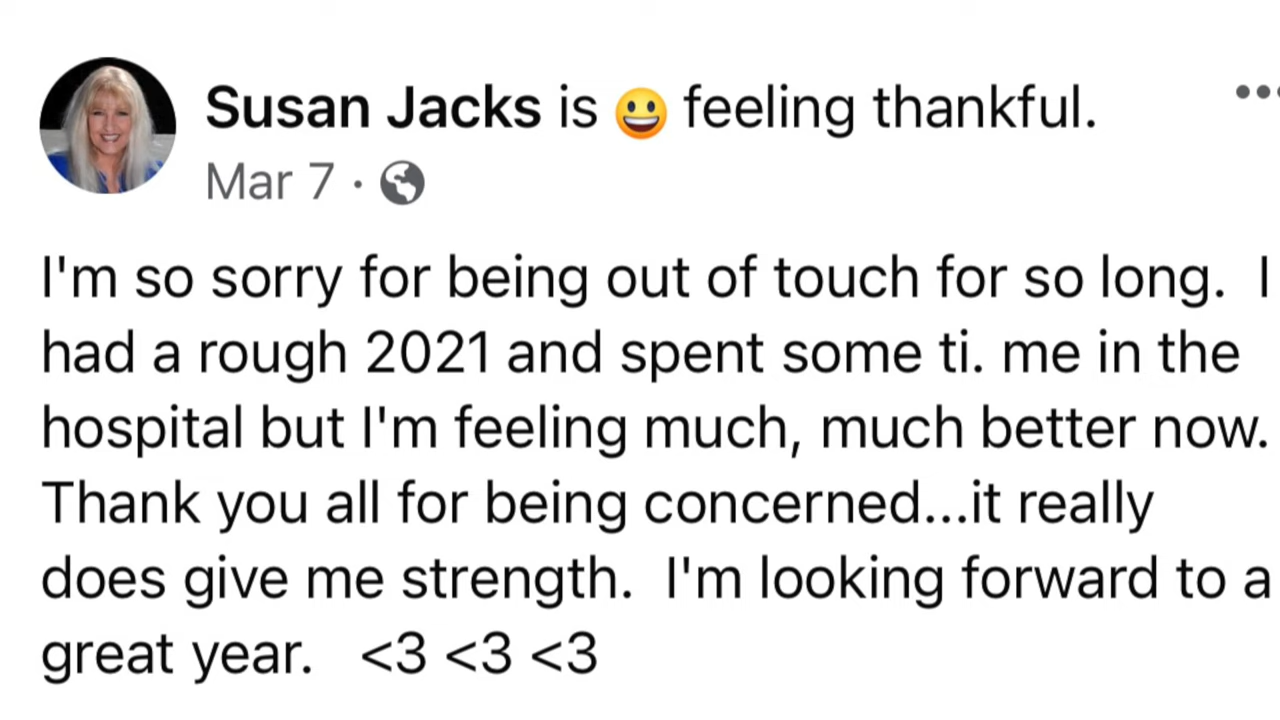 Susan Jacks is 😃 feeling thankful.
Mar 7 ·
I'm so sorry for being out of touch for so long.  I
had a rough 2021 and spent some ti. me in the
hospital but I'm feeling much, much better now.
Thank you all for being concerned...it really
does give me strength.  I'm looking forward to a
great year.   <3 <3 <3